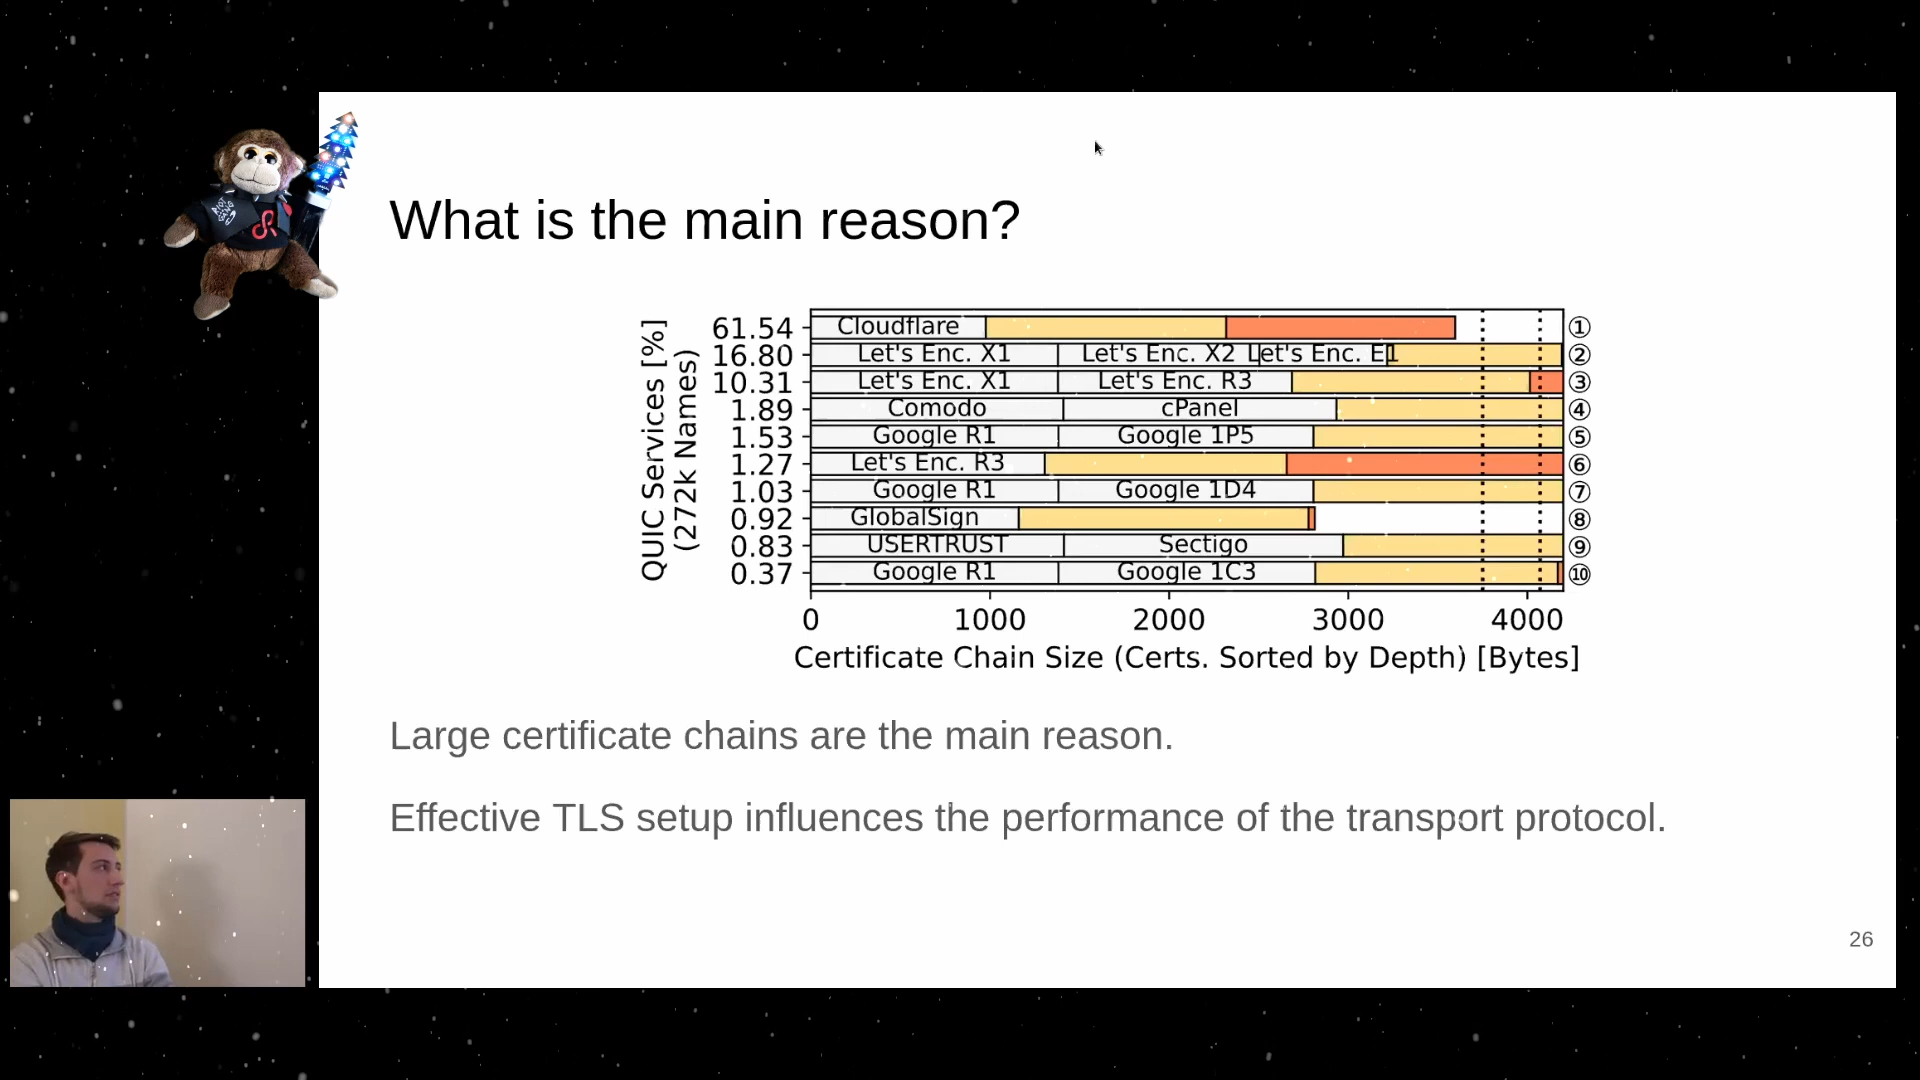 What is the main reason?
QUIC Services [%]
(272k Names)
61.54 Cloudflare ①
16.80 Let's Enc. X1 Let's Enc. X2 Let's Enc. E1 ②
10.31 Let's Enc. X1 Let's Enc. R3 ③
1.89 Comodo cPanel ④
1.53 Google R1 Google 1P5 ⑤
1.27 Let's Enc. R3 ⑥
1.03 Google R1 Google 1D4 ⑦
0.92 GlobalSign ⑧
0.83 USERTRUST Sectigo ⑨
0.37 Google R1 Google 1C3 ⑩
0 1000 2000 3000 4000
Certificate Chain Size (Certs. Sorted by Depth) [Bytes]
Large certificate chains are the main reason.
Effective TLS setup influences the performance of the transport protocol.
26